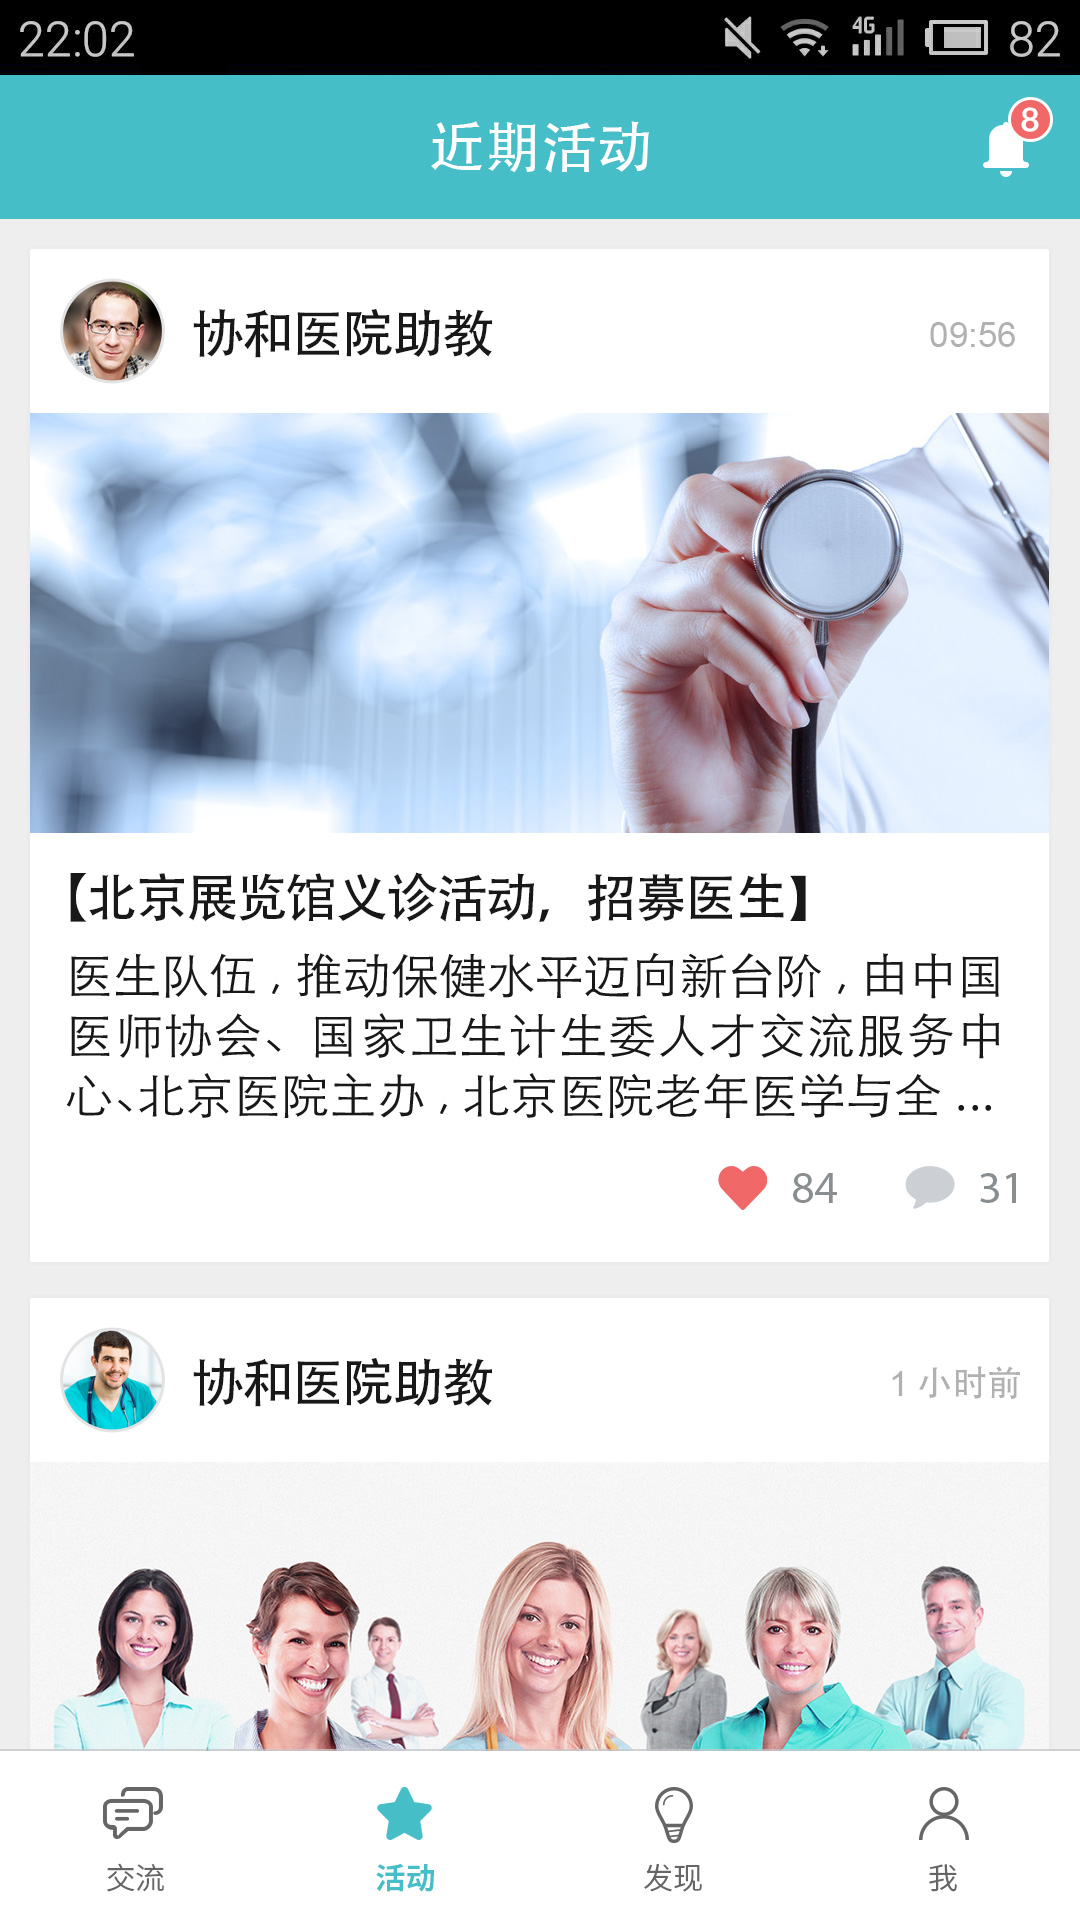 22:02
4G
82
近期活动
8
协和医院助教
09:56
【北京展览馆义诊活动，招募医生】
医生队伍,推动保健水平迈向新台阶,由中国
医师协会、国家卫生计生委人才交流服务中
心、北京医院主办,北京医院老年医学与全...
84
31
协和医院助教
1 小时前
交流
活动
发现
我